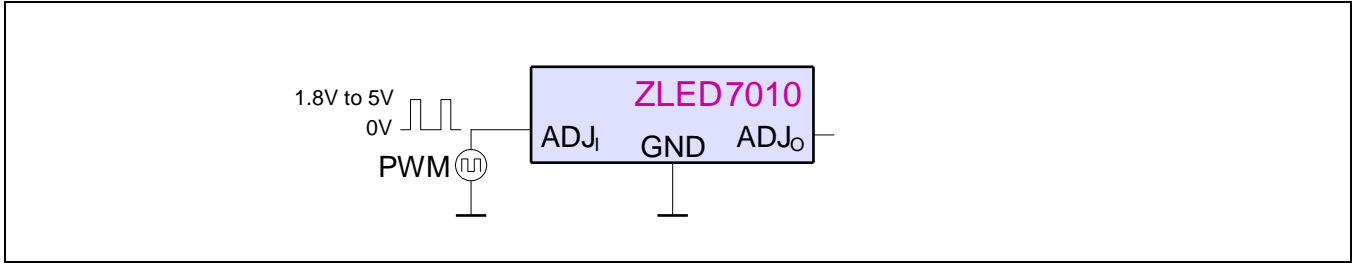 1.8V to 5V
0V
PWM
ZLED7010
ADJI
GND
ADJO